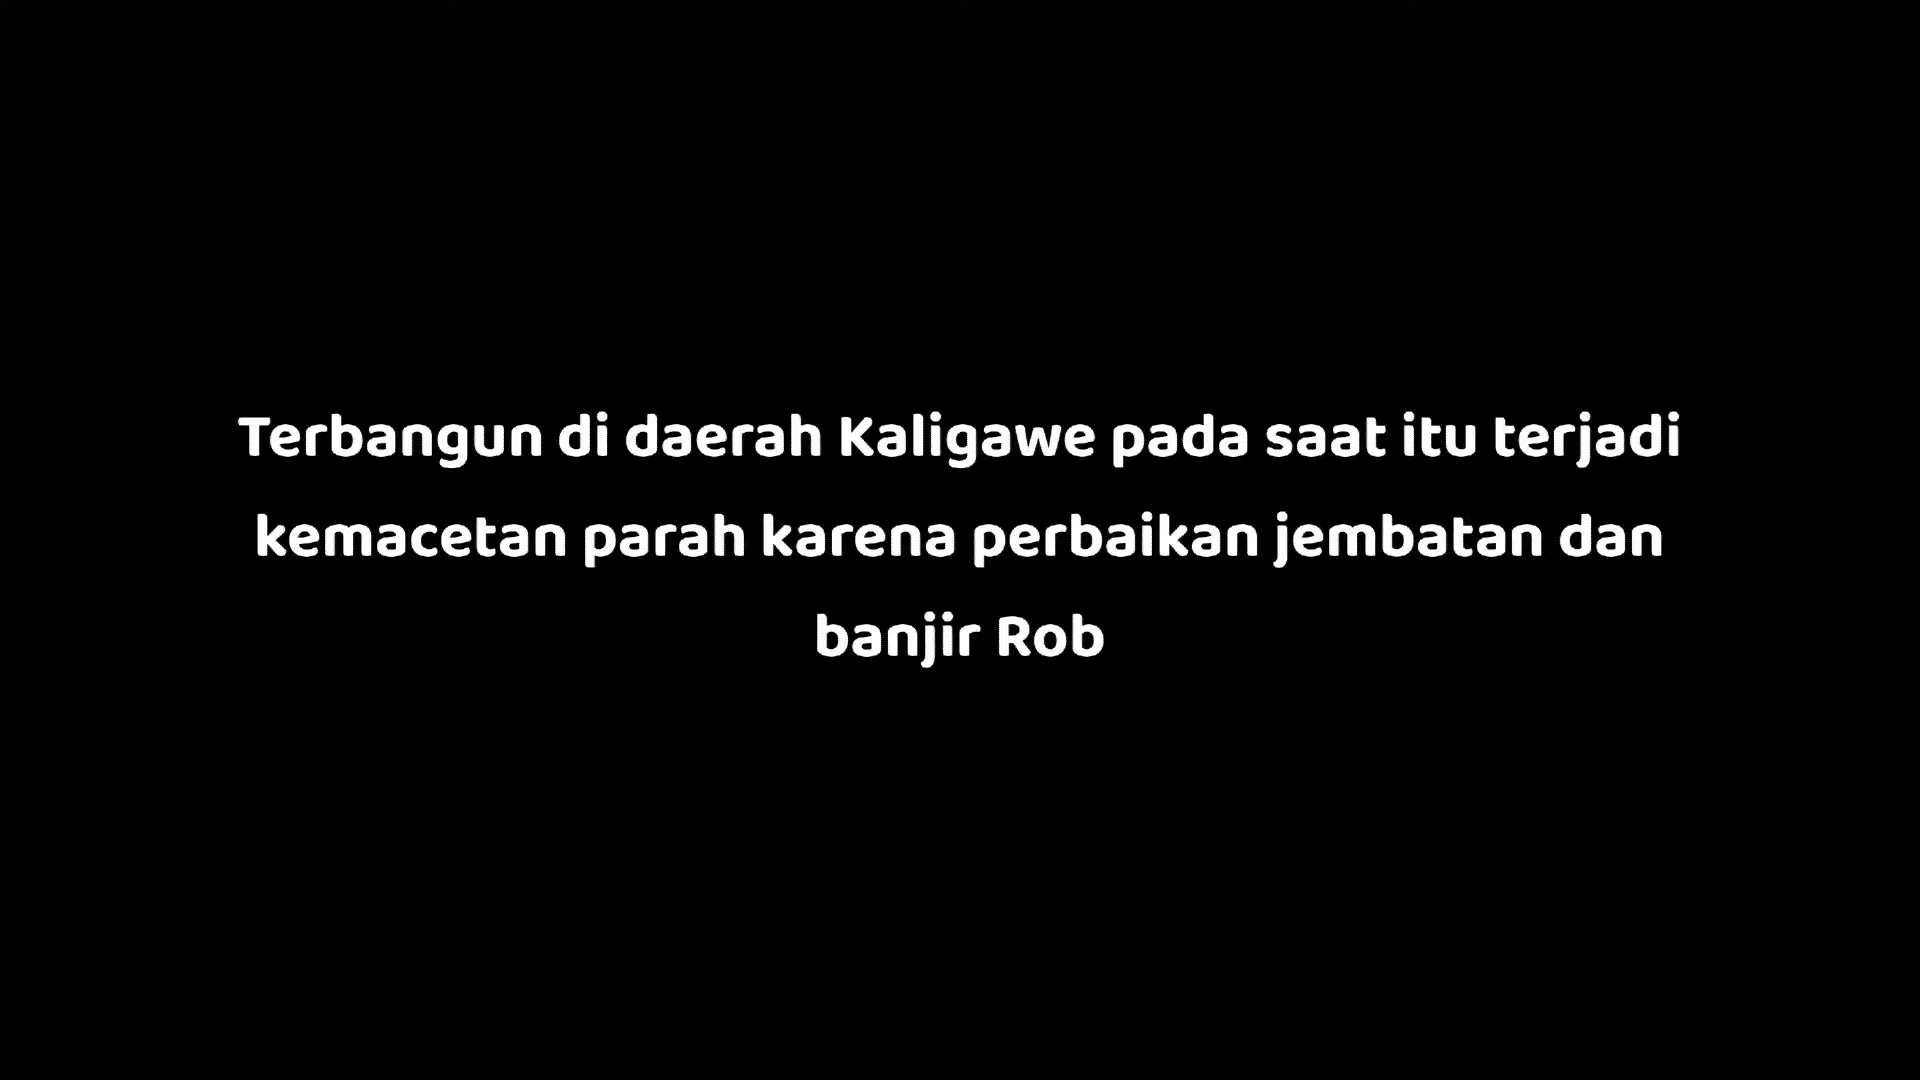 Terbangun di daerah Kaligawe pada saat itu terjadi
kemacetan parah karena perbaikan jembatan dan
banjir Rob